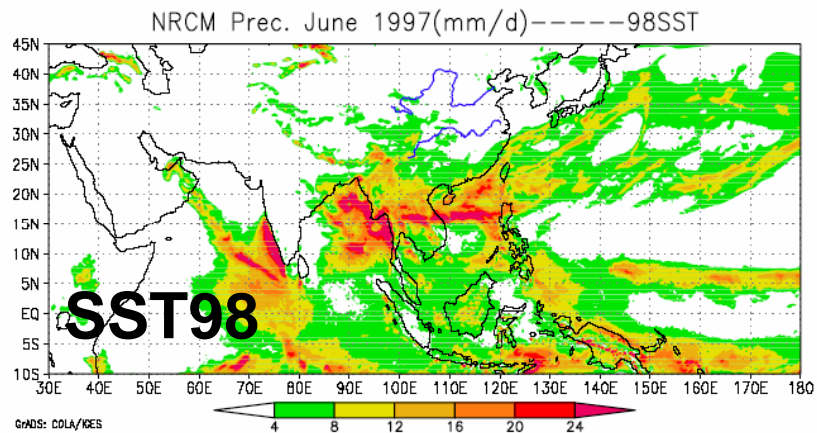 NRCM Prec. June 1997(mm/d)-----98SST
45N
40N
35N
30N
25N
20N
15N
10N
5N
EQ
5S
10S
SST98
30E 40E 50E 60E 70E 80E 90E 100E 110E 120E 130E 140E 150E 160E 170E 180
4 8 12 16 20 24
GrADS: COLA/IGES